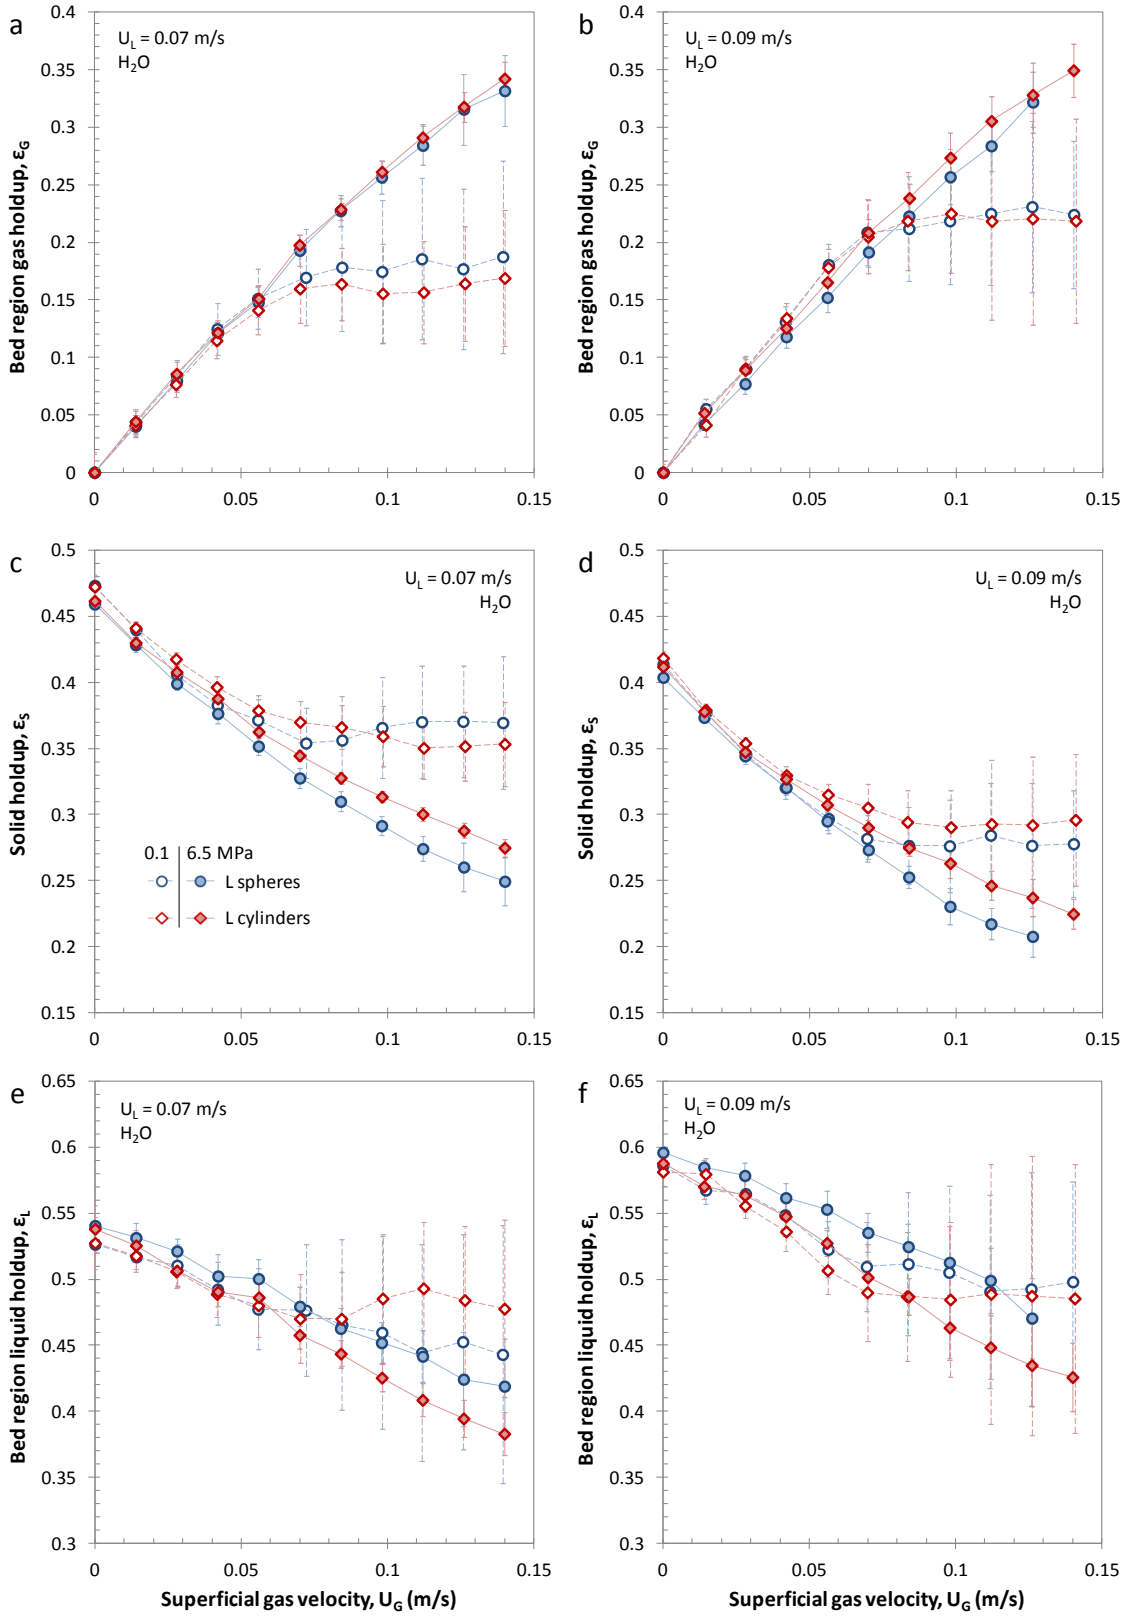 a
U_L = 0.07 m/s
H₂O
Bed region gas holdup, ε_G
0.4
0.35
0.3
0.25
0.2
0.15
0.1
0.05
0
0 0.05 0.1 0.15
b
U_L = 0.09 m/s
H₂O
Bed region gas holdup, ε_G
0.4
0.35
0.3
0.25
0.2
0.15
0.1
0.05
0
0 0.05 0.1 0.15
c
U_L = 0.07 m/s
H₂O
Solid holdup, ε_S
0.5
0.45
0.4
0.35
0.3
0.25
0.2
0.15
0.1 6.5 MPa
L spheres
L cylinders
0 0.05 0.1 0.15
d
U_L = 0.09 m/s
H₂O
Solid holdup, ε_S
0.5
0.45
0.4
0.35
0.3
0.25
0.2
0.15
0 0.05 0.1 0.15
e
U_L = 0.07 m/s
H₂O
Bed region liquid holdup, ε_L
0.65
0.6
0.55
0.5
0.45
0.4
0.35
0.3
0 0.05 0.1 0.15
Superficial gas velocity, U_G (m/s)
f
U_L = 0.09 m/s
H₂O
Bed region liquid holdup, ε_L
0.65
0.6
0.55
0.5
0.45
0.4
0.35
0.3
0 0.05 0.1 0.15
Superficial gas velocity, U_G (m/s)